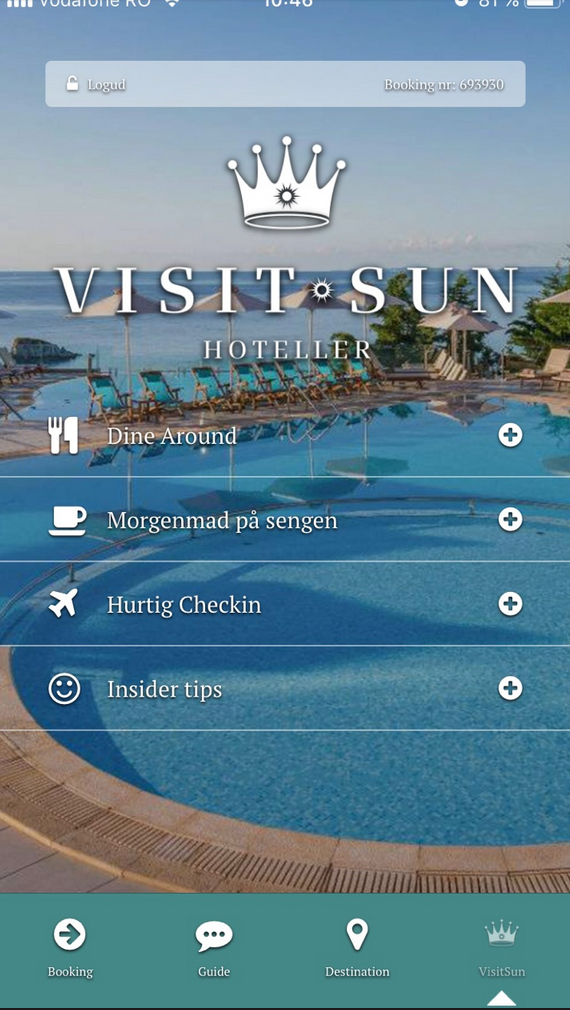 Vodafone RO 10:46 81 %
Logud Booking nr: 693930
VISIT SUN
HOTELLER
Dine Around
Morgenmad på sengen
Hurtig Checkin
Insider tips
Booking Guide Destination VisitSun